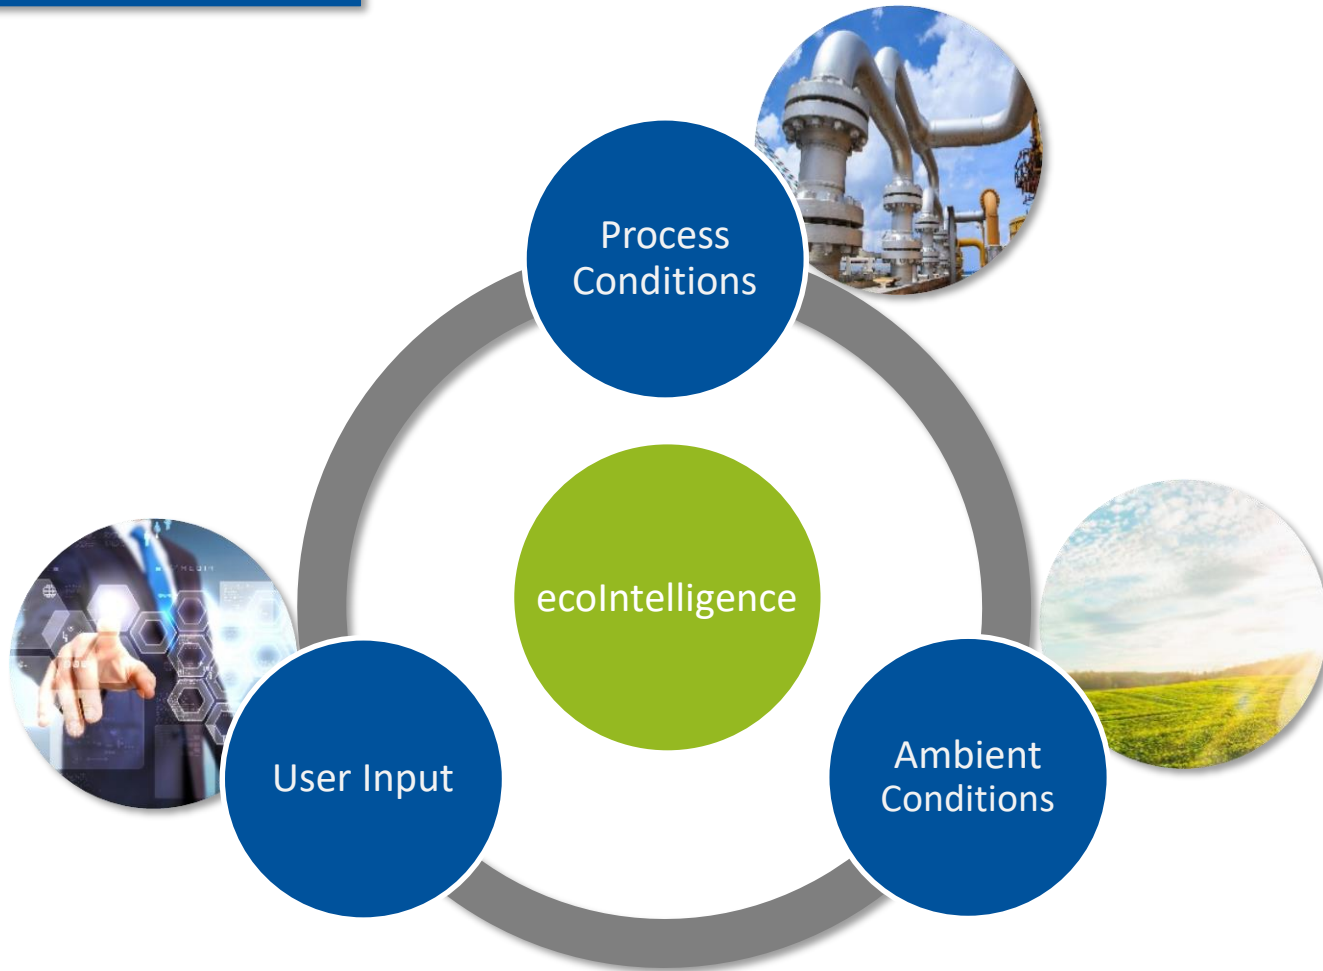 Process
Conditions
ecoIntelligence
User Input
Ambient
Conditions